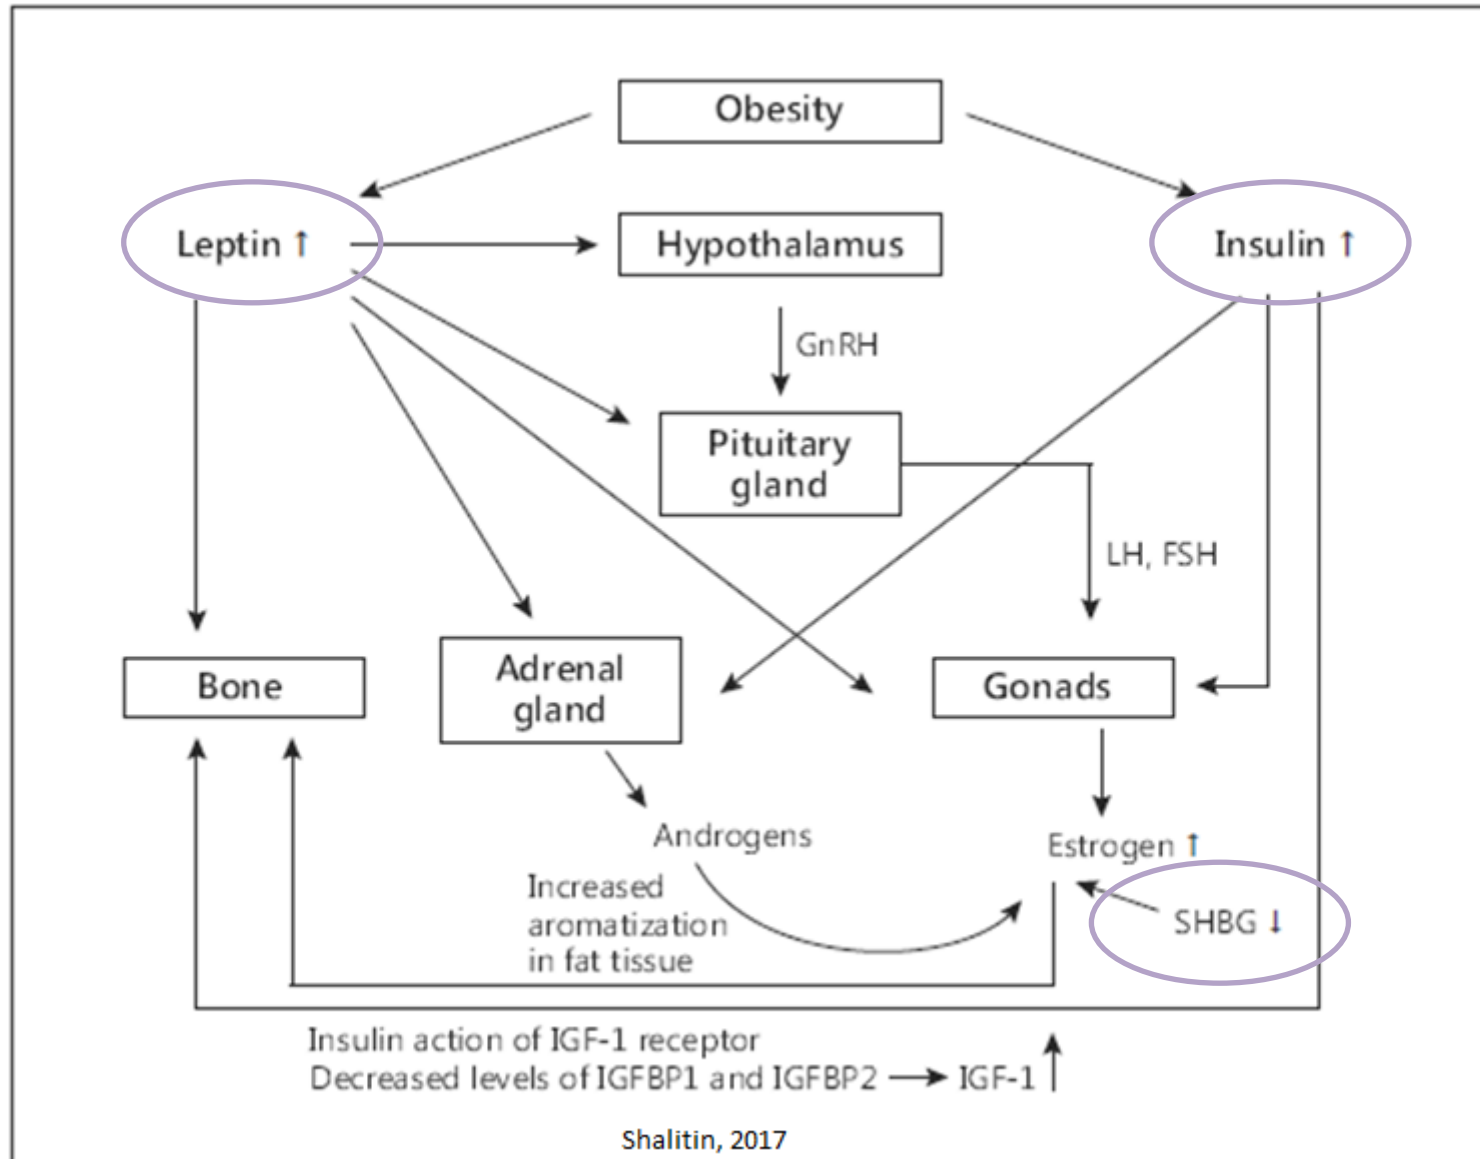 Obesity
Leptin ↑
Hypothalamus
Insulin ↑
GnRH
Pituitary
gland
LH, FSH
Bone
Adrenal
gland
Gonads
Androgens
Estrogen ↑
Increased
aromatization
in fat tissue
SHBG ↓
Insulin action of IGF-1 receptor
Decreased levels of IGFBP1 and IGFBP2 → IGF-1 ↑
Shalitin, 2017